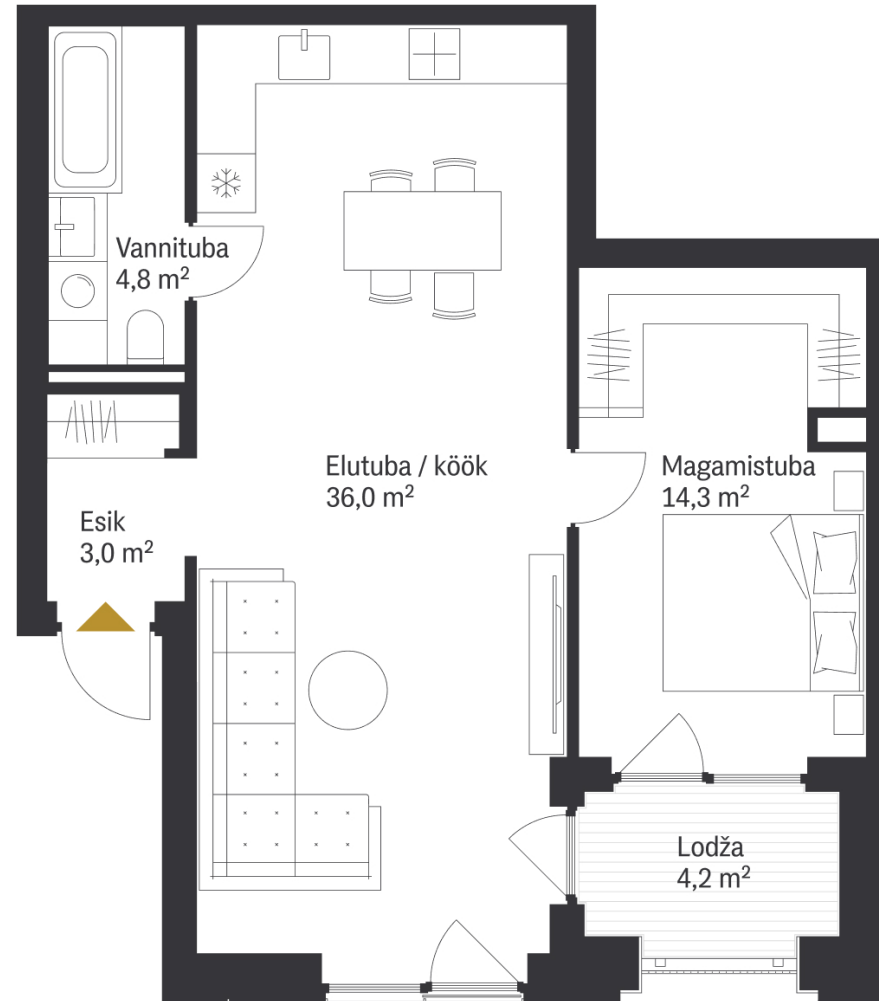 Vannituba
4,8 m²
Elutuba / köök
36,0 m²
Magamistuba
14,3 m²
Esik
3,0 m²
Lodža
4,2 m²